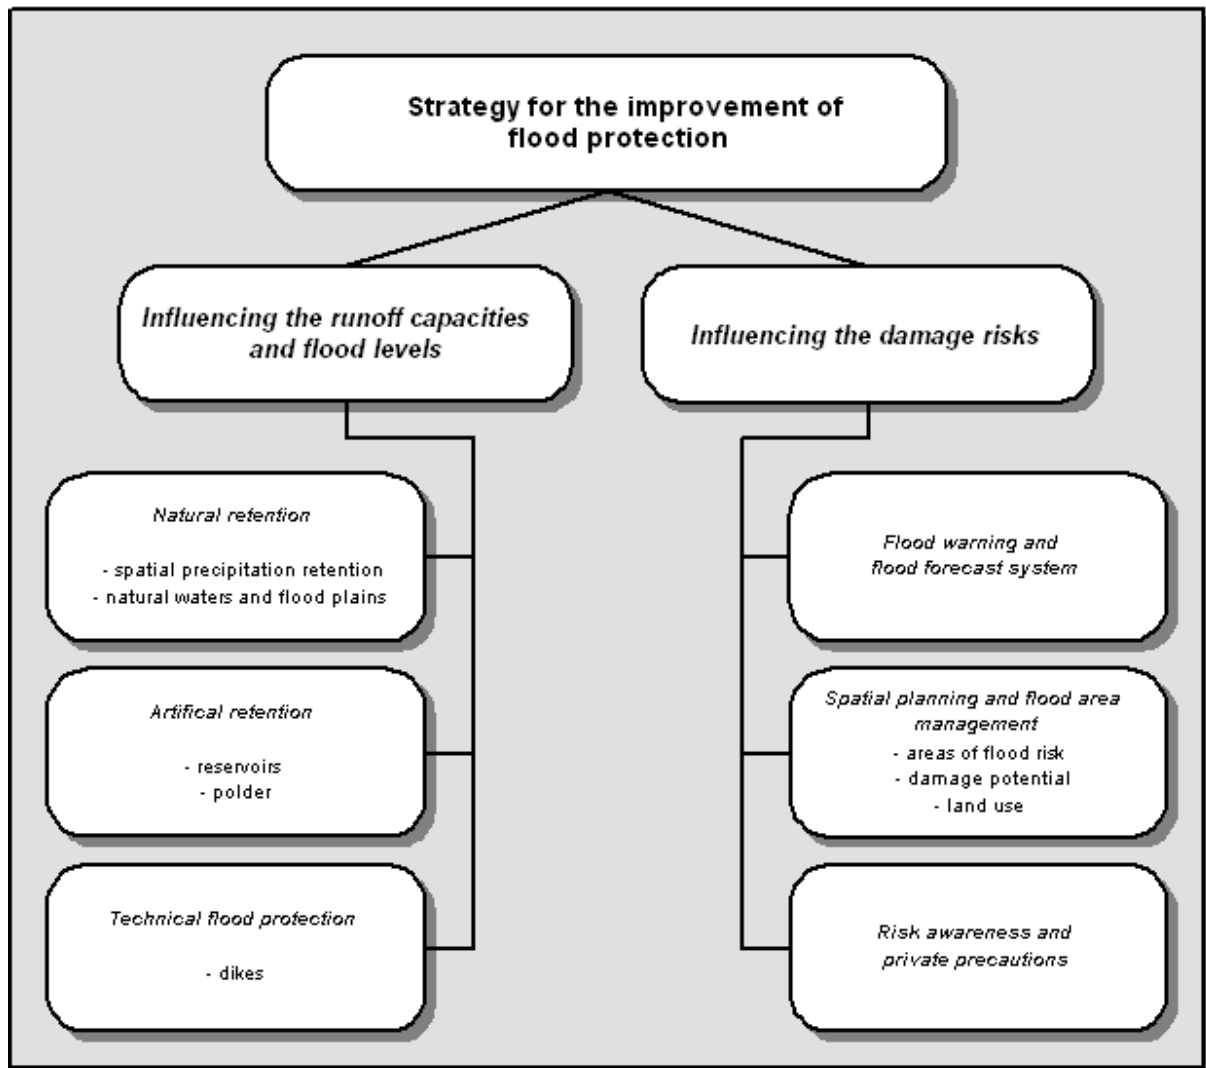 Strategy for the improvement of
flood protection
Influencing the runoff capacities
and flood levels
Influencing the damage risks
Natural retention
- spatial precipitation retention
- natural waters and flood plains
Artifical retention
- reservoirs
- polder
Technical flood protection
- dikes
Flood warning and
flood forecast system
Spatial planning and flood area
management
- areas of flood risk
- damage potential
- land use
Risk awareness and
private precautions